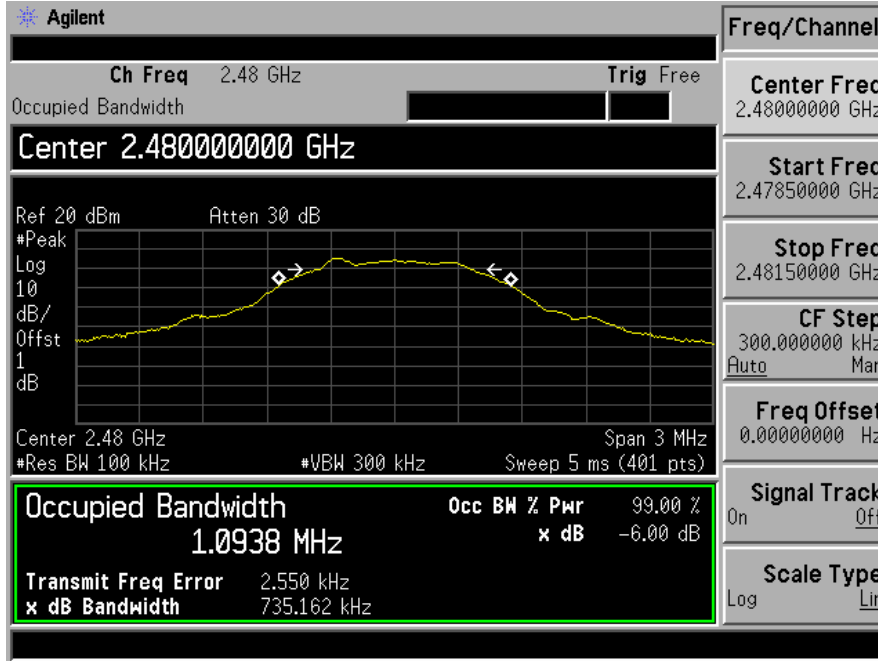 Agilent
Freq/Channel
Ch Freq 2.48 GHz Trig Free
Occupied Bandwidth
Center 2.480000000 GHz
Ref 20 dBm Atten 30 dB
#Peak
Log
10
dB/
Offst
1
dB
Center 2.48 GHz Span 3 MHz
#Res BW 100 kHz #VBW 300 kHz Sweep 5 ms (401 pts)
Occupied Bandwidth
1.0938 MHz
Occ BW % Pwr 99.00 %
x dB -6.00 dB
Transmit Freq Error 2.550 kHz
x dB Bandwidth 735.162 kHz
Center Freq
2.48000000 GHz
Start Freq
2.47850000 GHz
Stop Freq
2.48150000 GHz
CF Step
300.000000 kHz
Auto Man
Freq Offset
0.00000000 Hz
Signal Track
On Off
Scale Type
Log Lin